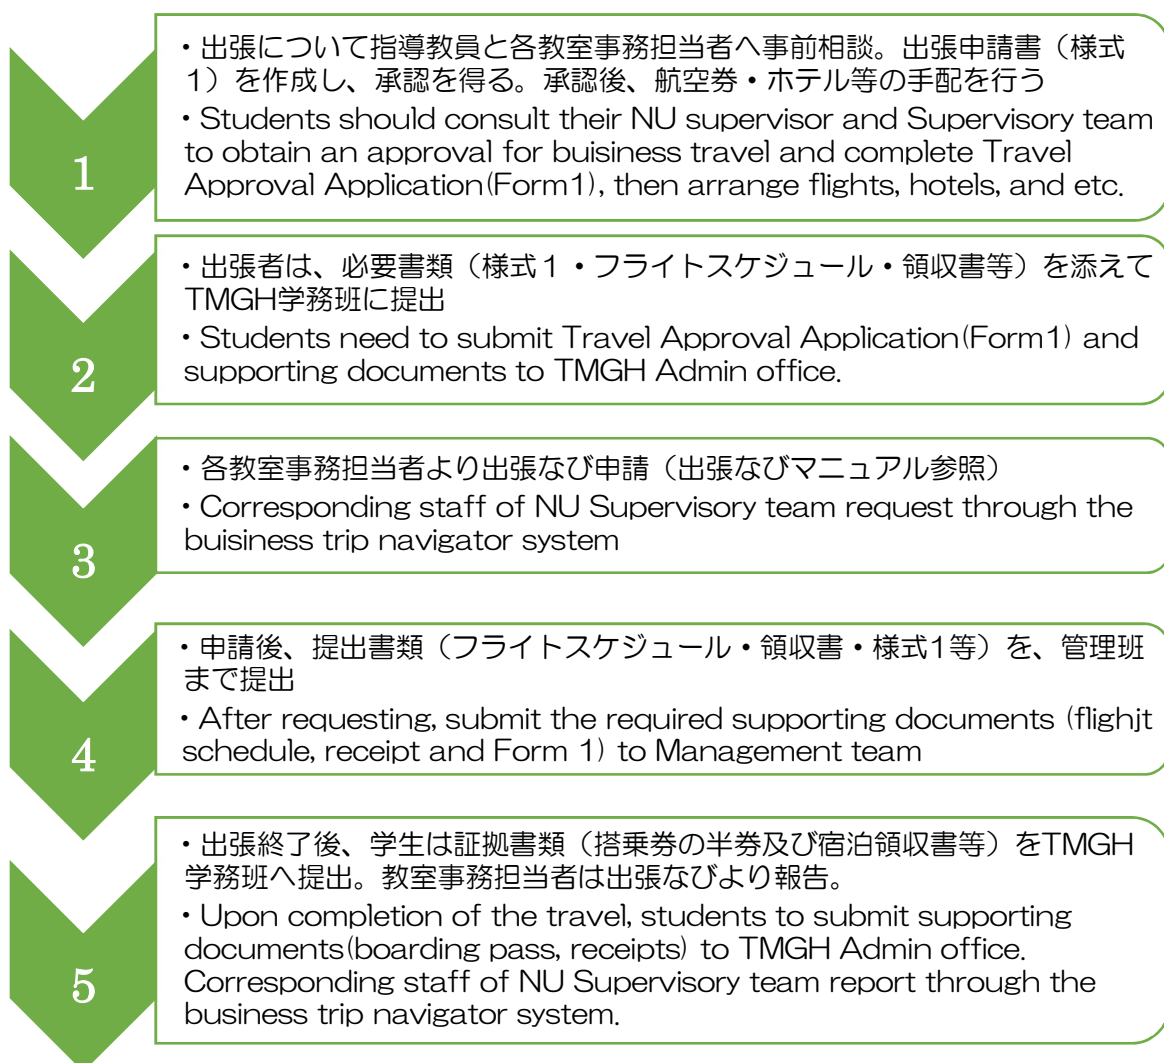 1
・出張について指導教員と各教室事務担当者へ事前相談。出張申請書（様式
1）を作成し、承認を得る。承認後、航空券・ホテル等の手配を行う
・Students should consult their NU supervisor and Supervisory team
to obtain an approval for buisiness travel and complete Travel
Approval Application(Form1), then arrange flights, hotels, and etc.
2
・出張者は、必要書類（様式１・フライトスケジュール・領収書等）を添えて
TMGH学務班に提出
・Students need to submit Travel Approval Application(Form1) and
supporting documents to TMGH Admin office.
3
・各教室事務担当者より出張なび申請（出張なびマニュアル参照）
・Corresponding staff of NU Supervisory team request through the
buisiness trip navigator system
4
・申請後、提出書類（フライトスケジュール・領収書・様式1等）を、管理班
まで提出
・After requesting, submit the required supporting documents (flighjt
schedule, receipt and Form 1) to Management team
5
・出張終了後、学生は証拠書類（搭乗券の半券及び宿泊領収書等）をTMGH
学務班へ提出。教室事務担当者は出張なびより報告。
・Upon completion of the travel, students to submit supporting
documents(boarding pass, receipts) to TMGH Admin office.
Corresponding staff of NU Supervisory team report through the
business trip navigator system.